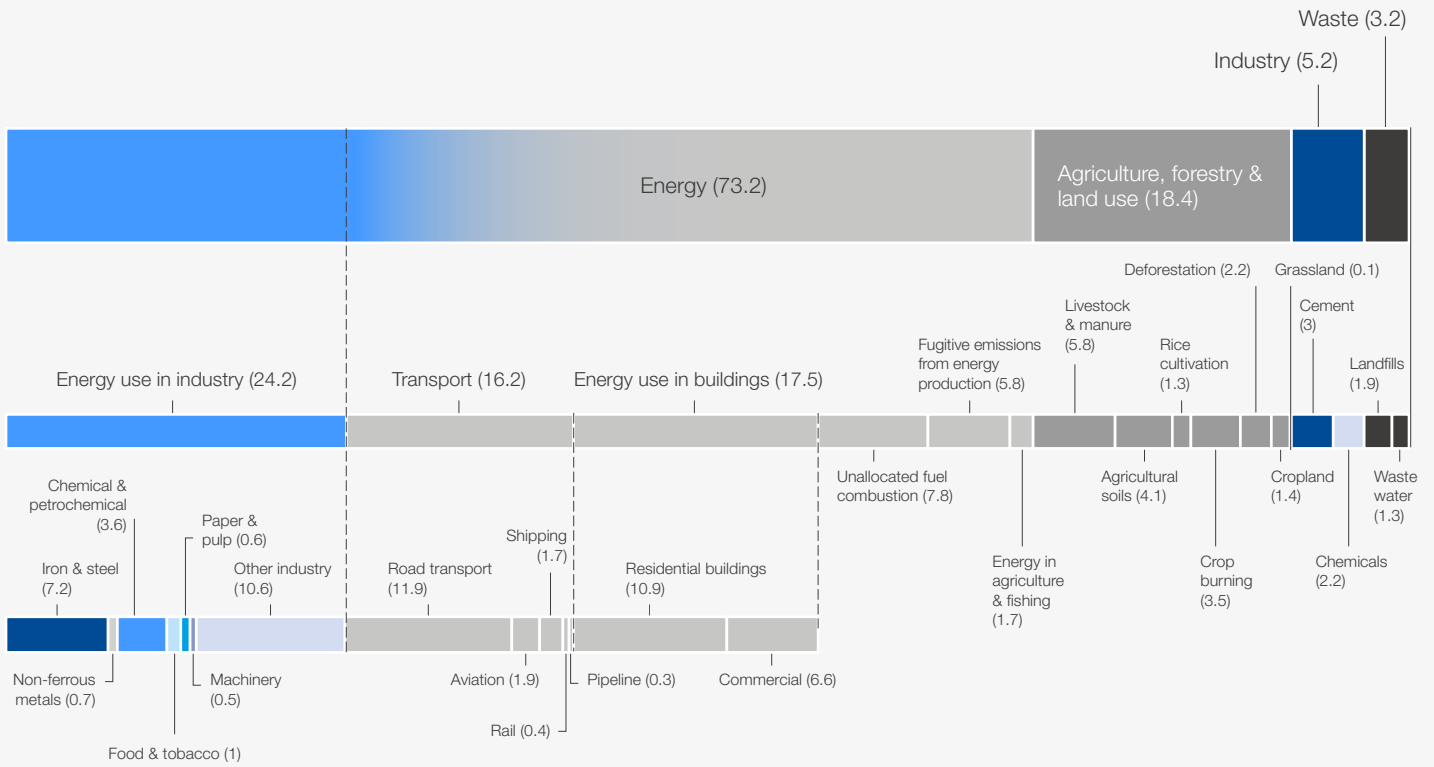 Waste (3.2)
Industry (5.2)
Energy (73.2)
Agriculture, forestry &
land use (18.4)
Deforestation (2.2)
Grassland (0.1)
Livestock
& manure
(5.8)
Cement
(3)
Fugitive emissions
from energy
production (5.8)
Rice
cultivation
(1.3)
Landfills
(1.9)
Energy use in industry (24.2)
Transport (16.2)
Energy use in buildings (17.5)
Unallocated fuel
combustion (7.8)
Agricultural
soils (4.1)
Cropland
(1.4)
Waste
water
(1.3)
Chemical &
petrochemical
(3.6)
Paper &
pulp (0.6)
Shipping
(1.7)
Iron & steel
(7.2)
Other industry
(10.6)
Road transport
(11.9)
Residential buildings
(10.9)
Energy in
agriculture
& fishing
(1.7)
Crop
burning
(3.5)
Chemicals
(2.2)
Non-ferrous
metals (0.7)
Machinery
(0.5)
Aviation (1.9)
Pipeline (0.3)
Commercial (6.6)
Rail (0.4)
Food & tobacco (1)